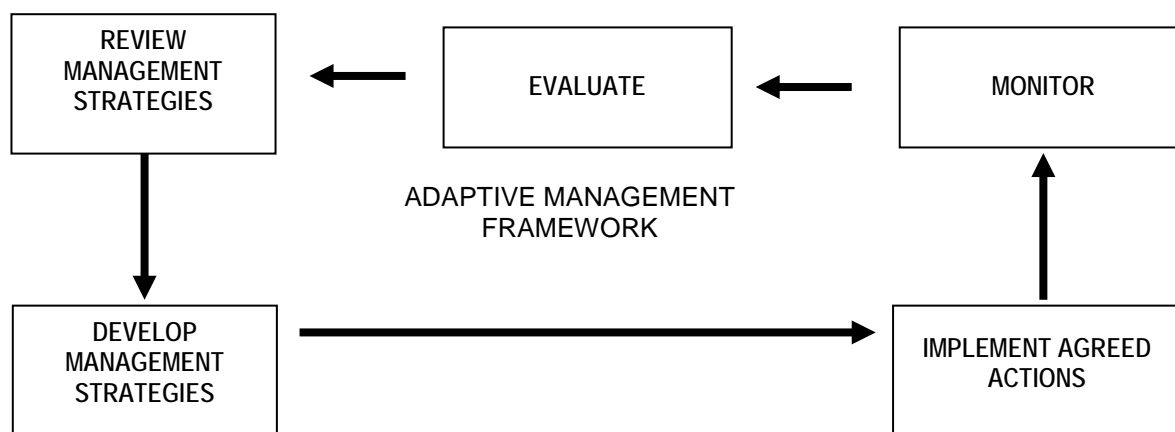 REVIEW
MANAGEMENT
STRATEGIES
EVALUATE
MONITOR
ADAPTIVE MANAGEMENT
FRAMEWORK
DEVELOP
MANAGEMENT
STRATEGIES
IMPLEMENT AGREED
ACTIONS